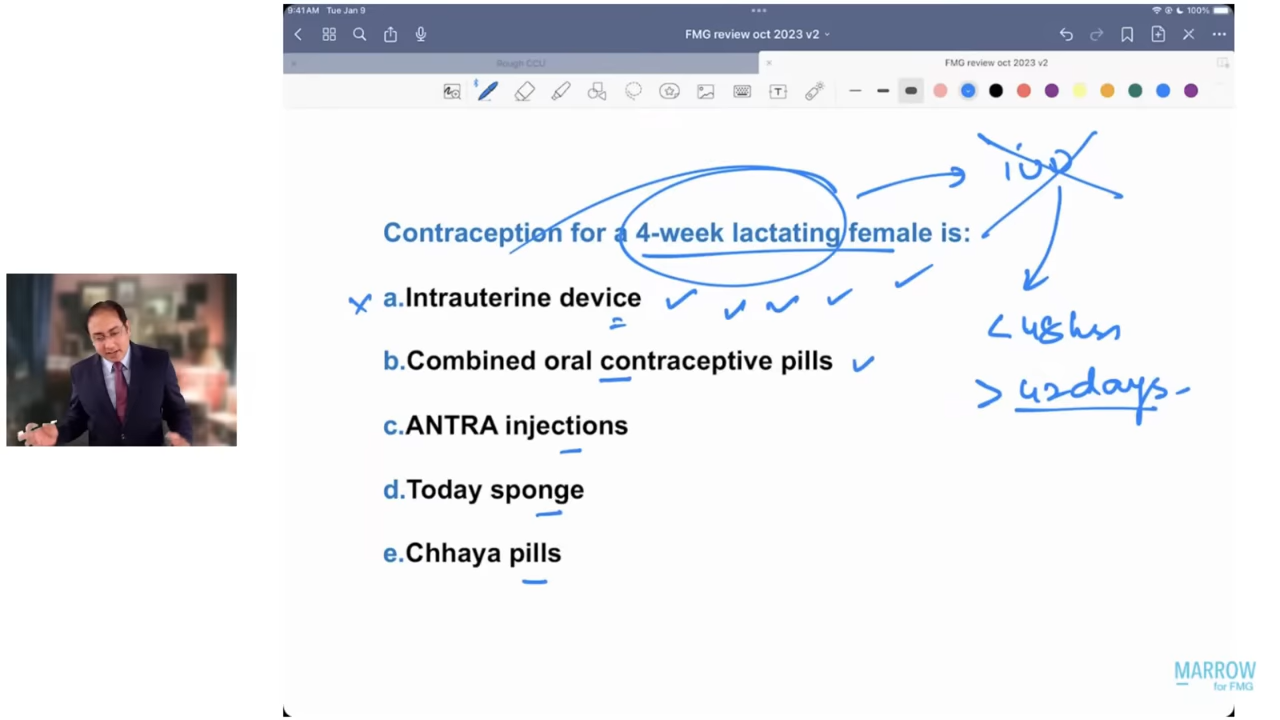 9:41 AM Tue Jan 9
100%
FMG review oct 2023 v2
Rough CCU
FMG review oct 2023 v2
T
IUD
Contraception for a 4-week lactating female is:
a.Intrauterine device
< 48hrs
b.Combined oral contraceptive pills
> 42days
c.ANTRA injections
d.Today sponge
e.Chhaya pills
MARROW
for FMG